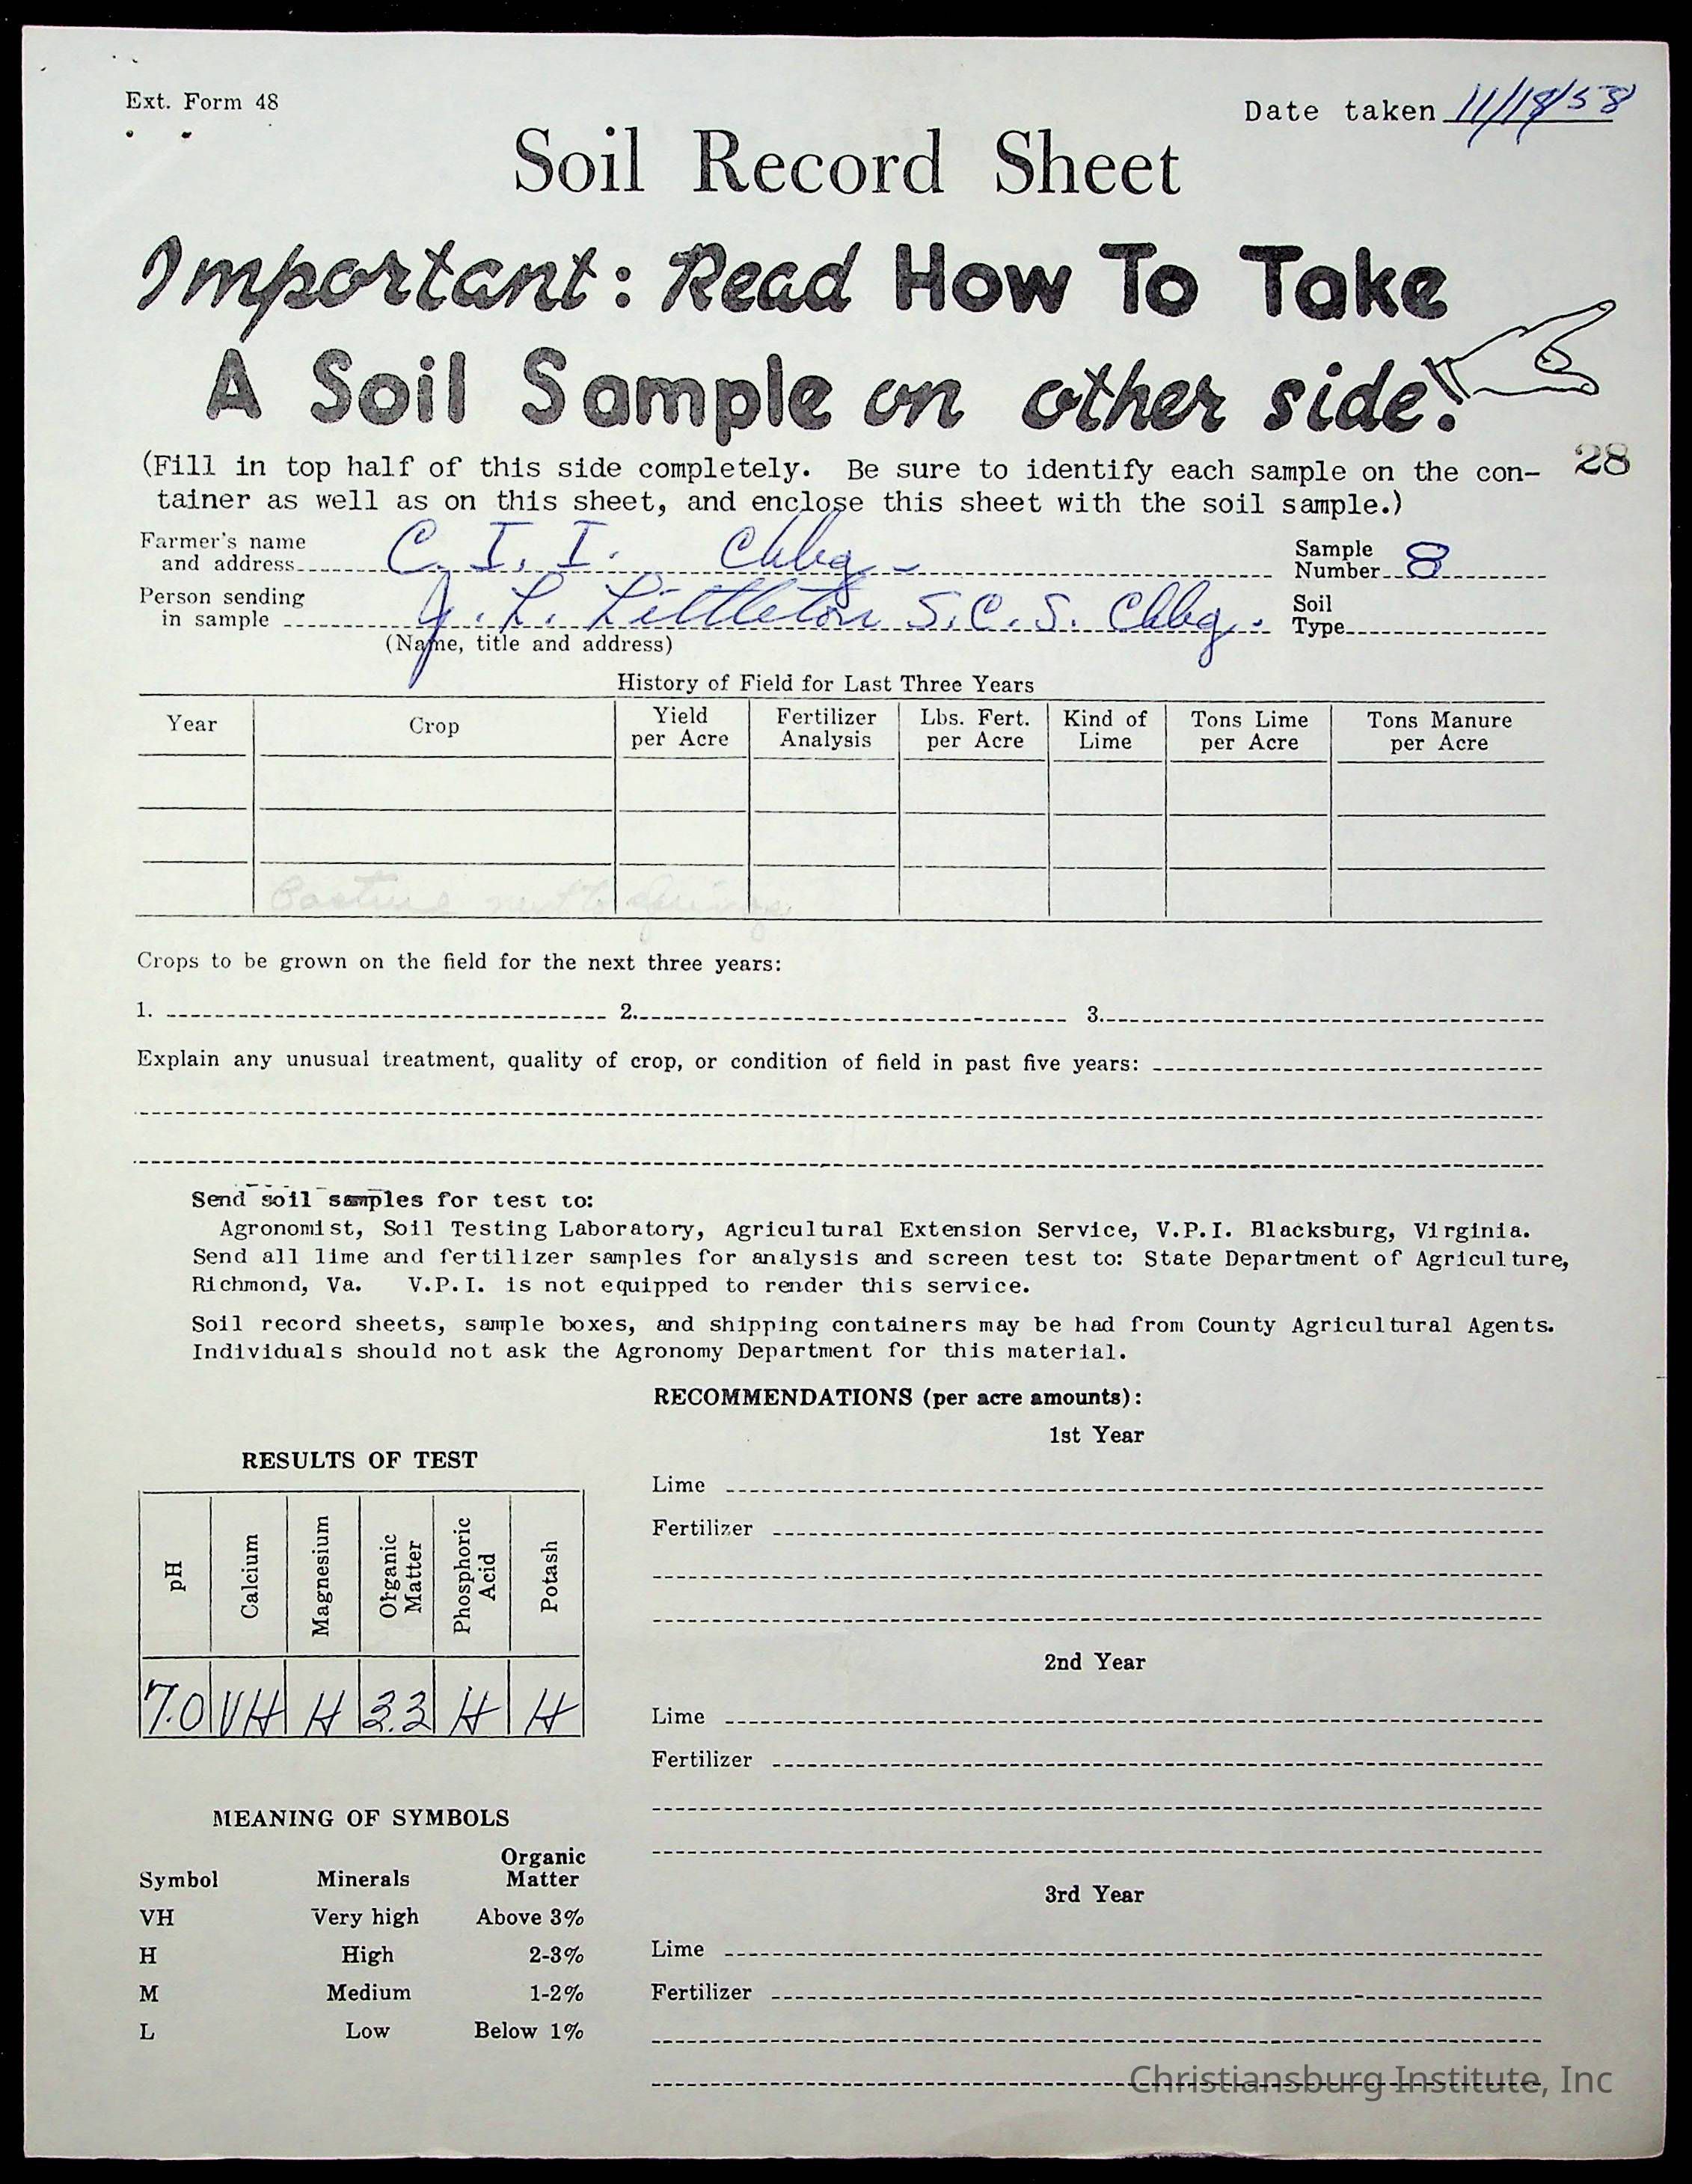 Ext. Form 48
Date taken 11/18/58
Soil Record Sheet
Important: Read How To Take
A Soil Sample on other side!
28
(Fill in top half of this side completely. Be sure to identify each sample on the con-
tainer as well as on this sheet, and enclose this sheet with the soil sample.)
Farmer's name
and address C. I. I. Chbg.
Sample
Number 8
Person sending
in sample J. L. Littleton S.C.S. Chbg.
(Name, title and address)
Soil
Type
History of Field for Last Three Years
Year Crop Yield per Acre Fertilizer Analysis Lbs. Fert. per Acre Kind of Lime Tons Lime per Acre Tons Manure per Acre
Pasture next to Springs
Crops to be grown on the field for the next three years:
1. 2. 3.
Explain any unusual treatment, quality of crop, or condition of field in past five years:
Send soil samples for test to:
Agronomist, Soil Testing Laboratory, Agricultural Extension Service, V.P.I. Blacksburg, Virginia.
Send all lime and fertilizer samples for analysis and screen test to: State Department of Agriculture,
Richmond, Va. V.P.I. is not equipped to render this service.
Soil record sheets, sample boxes, and shipping containers may be had from County Agricultural Agents.
Individuals should not ask the Agronomy Department for this material.
RESULTS OF TEST
pH Calcium Magnesium Organic Matter Phosphoric Acid Potash
7.0 VH H 3.3 H H
MEANING OF SYMBOLS
Symbol Minerals Organic Matter
VH Very high Above 3%
H High 2-3%
M Medium 1-2%
L Low Below 1%
RECOMMENDATIONS (per acre amounts):
1st Year
Lime
Fertilizer
2nd Year
Lime
Fertilizer
3rd Year
Lime
Fertilizer
Christiansburg Institute, Inc